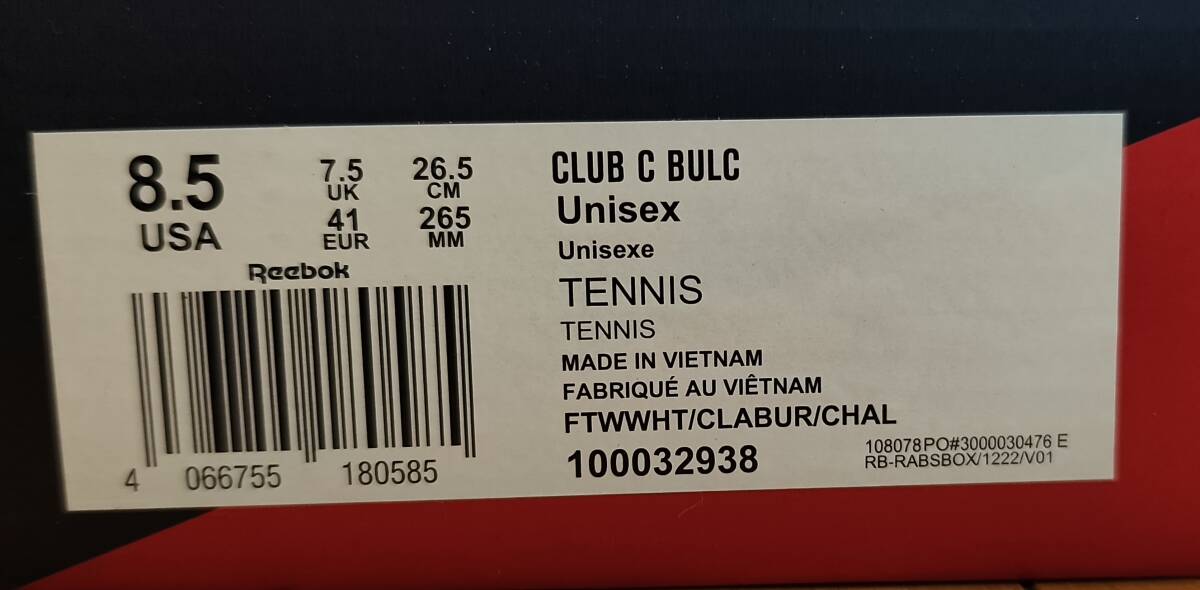 8.5
USA
7.5
UK
41
EUR
26.5
CM
265
MM
Reebok
4 066755 180585
CLUB C BULC
Unisex
Unisexe
TENNIS
TENNIS
MADE IN VIETNAM
FABRIQUÉ AU VIÊTNAM
FTWWHT/CLABUR/CHAL
100032938
108078PO#3000030476 E
RB-RABSBOX/1222/V01